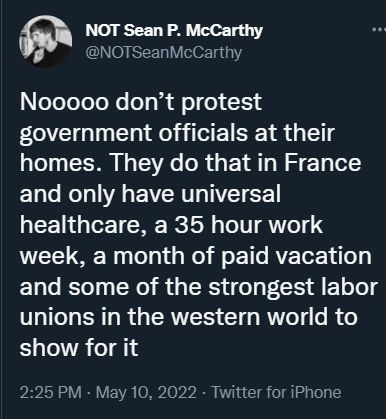 NOT Sean P. McCarthy
@NOTSeanMcCarthy
Nooooo don’t protest
government officials at their
homes. They do that in France
and only have universal
healthcare, a 35 hour work
week, a month of paid vacation
and some of the strongest labor
unions in the western world to
show for it
2:25 PM · May 10, 2022 · Twitter for iPhone